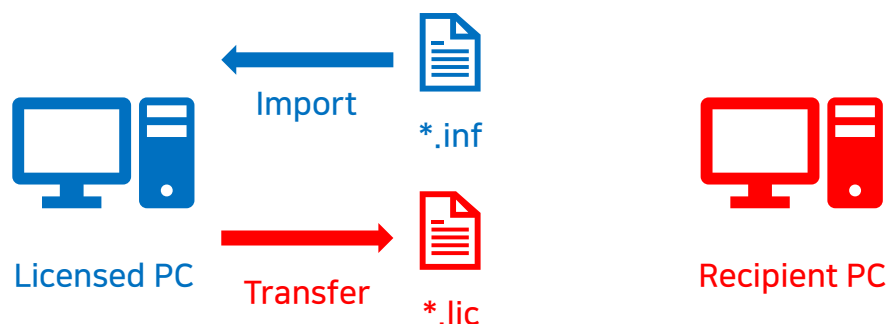 Import
*.inf
Licensed PC
Transfer
*.lic
Recipient PC